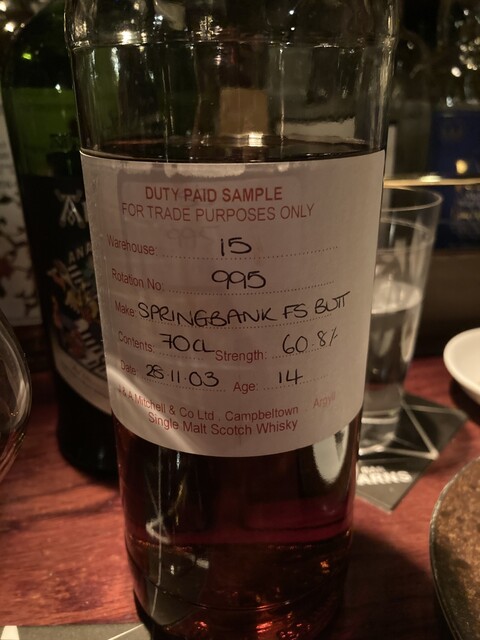 DUTY PAID SAMPLE
FOR TRADE PURPOSES ONLY
Warehouse: 15
Rotation No: 995
Make: SPRINGBANK FS BUTT
Contents: 70CL Strength: 60.8%
Date: 28.11.03 Age: 14
J & A Mitchell & Co Ltd . Campbeltown Argyll
Single Malt Scotch Whisky